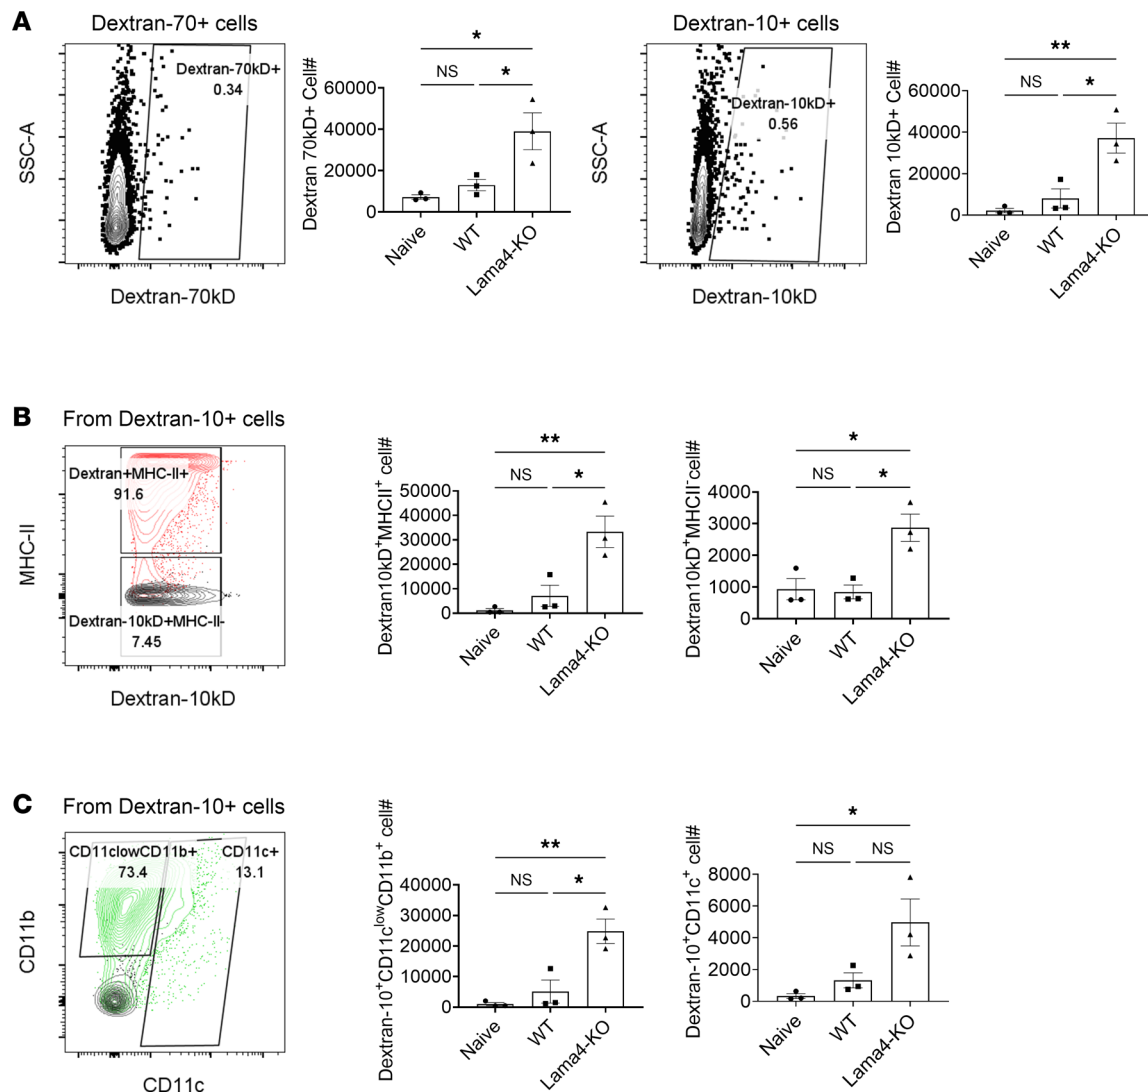 A
Dextran-70+ cells
SSC-A
Dextran-70kD+
0.34
Dextran-70kD
Dextran 70kD+ Cell#
60000
40000
20000
0
*
NS
*
Naive
WT
Lama4-KO
Dextran-10+ cells
SSC-A
Dextran-10kD+
0.56
Dextran-10kD
Dextran 10kD+ Cell#
60000
40000
20000
0
**
NS
*
Naive
WT
Lama4-KO
B
From Dextran-10+ cells
MHC-II
Dextran+MHC-II+
91.6
Dextran-10kD+MHC-II-
7.45
Dextran-10kD
Dextran10kD⁺MHCII⁺ cell#
50000
40000
30000
20000
10000
0
**
NS
*
Naive
WT
Lama4-KO
Dextran10kD⁺MHCII⁻cell#
4000
3000
2000
1000
0
*
NS
*
Naive
WT
Lama4-KO
C
From Dextran-10+ cells
CD11b
CD11clowCD11b+
73.4
CD11c+
13.1
CD11c
Dextran-10⁺CD11cˡᵒʷCD11b⁺ cell#
40000
30000
20000
10000
0
**
NS
*
Naive
WT
Lama4-KO
Dextran-10⁺CD11c⁺ cell#
8000
6000
4000
2000
0
*
NS
NS
Naive
WT
Lama4-KO